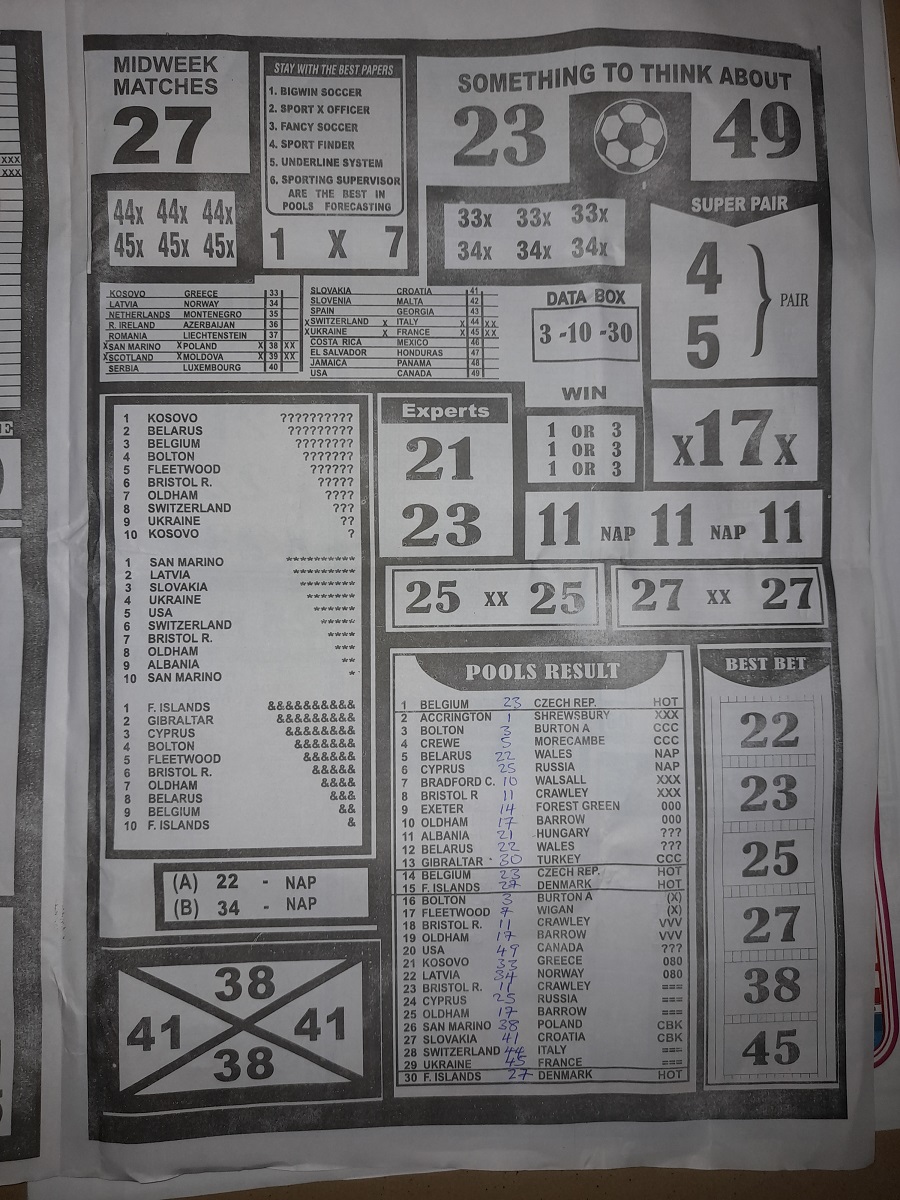 MIDWEEK
MATCHES
27
44x 44x 44x
45x 45x 45x
STAY WITH THE BEST PAPERS
1. BIGWIN SOCCER
2. SPORT X OFFICER
3. FANCY SOCCER
4. SPORT FINDER
5. UNDERLINE SYSTEM
6. SPORTING SUPERVISOR
ARE THE BEST IN
POOLS FORECASTING
1 X 7
SOMETHING TO THINK ABOUT
23 49
33x 33x 33x
34x 34x 34x
SUPER PAIR
4
5
PAIR
KOSOVO GREECE 33
LATVIA NORWAY 34
NETHERLANDS MONTENEGRO 35
R. IRELAND AZERBAIJAN 36
ROMANIA LIECHTENSTEIN 37
XSAN MARINO XPOLAND X 38 XX
XSCOTLAND XMOLDOVA X 39 XX
SERBIA LUXEMBOURG 40
SLOVAKIA CROATIA 41
SLOVENIA MALTA 42
SPAIN GEORGIA 43
XSWITZERLAND X ITALY X 44 XX
XUKRAINE X FRANCE X 45 XX
COSTA RICA MEXICO 46
EL SALVADOR HONDURAS 47
JAMAICA PANAMA 48
USA CANADA 49
DATA BOX
3 -10 -30
WIN
1 OR 3
1 OR 3
1 OR 3
X17X
1 KOSOVO ??????????
2 BELARUS ?????????
3 BELGIUM ????????
4 BOLTON ???????
5 FLEETWOOD ??????
6 BRISTOL R. ?????
7 OLDHAM ????
8 SWITZERLAND ???
9 UKRAINE ??
10 KOSOVO ?
1 SAN MARINO **********
2 LATVIA *********
3 SLOVAKIA ********
4 UKRAINE *******
5 USA ******
6 SWITZERLAND *****
7 BRISTOL R. ****
8 OLDHAM ***
9 ALBANIA **
10 SAN MARINO *
1 F. ISLANDS &&&&&&&&&&
2 GIBRALTAR &&&&&&&&&
3 CYPRUS &&&&&&&&
4 BOLTON &&&&&&&
5 FLEETWOOD &&&&&&
6 BRISTOL R. &&&&&
7 OLDHAM &&&&
8 BELARUS &&&
9 BELGIUM &&
10 F. ISLANDS &
Experts
21
23
11 NAP 11 NAP 11
25 XX 25
27 XX 27
(A) 22 - NAP
(B) 34 - NAP
38
41 41
38
POOLS RESULT
1 BELGIUM 23 CZECH REP. HOT
2 ACCRINGTON 1 SHREWSBURY XXX
3 BOLTON 3 BURTON A CCC
4 CREWE 5 MORECAMBE CCC
5 BELARUS 22 WALES NAP
6 CYPRUS 25 RUSSIA NAP
7 BRADFORD C. 10 WALSALL XXX
8 BRISTOL R 11 CRAWLEY XXX
9 EXETER 14 FOREST GREEN 000
10 OLDHAM 17 BARROW 000
11 ALBANIA 21 HUNGARY ???
12 BELARUS 22 WALES ???
13 GIBRALTAR 30 TURKEY CCC
14 BELGIUM 23 CZECH REP. HOT
15 F. ISLANDS 27 DENMARK HOT
16 BOLTON 3 BURTON A (X)
17 FLEETWOOD 7 WIGAN (X)
18 BRISTOL R. 11 CRAWLEY VVV
19 OLDHAM 17 BARROW VVV
20 USA 49 CANADA ???
21 KOSOVO 33 GREECE 080
22 LATVIA 34 NORWAY 080
23 BRISTOL R. 11 CRAWLEY ===
24 CYPRUS 25 RUSSIA ===
25 OLDHAM 17 BARROW ===
26 SAN MARINO 38 POLAND CBK
27 SLOVAKIA 41 CROATIA CBK
28 SWITZERLAND 44 ITALY ===
29 UKRAINE 45 FRANCE ===
30 F. ISLANDS 27 DENMARK HOT
BEST BET
22
23
25
27
38
45